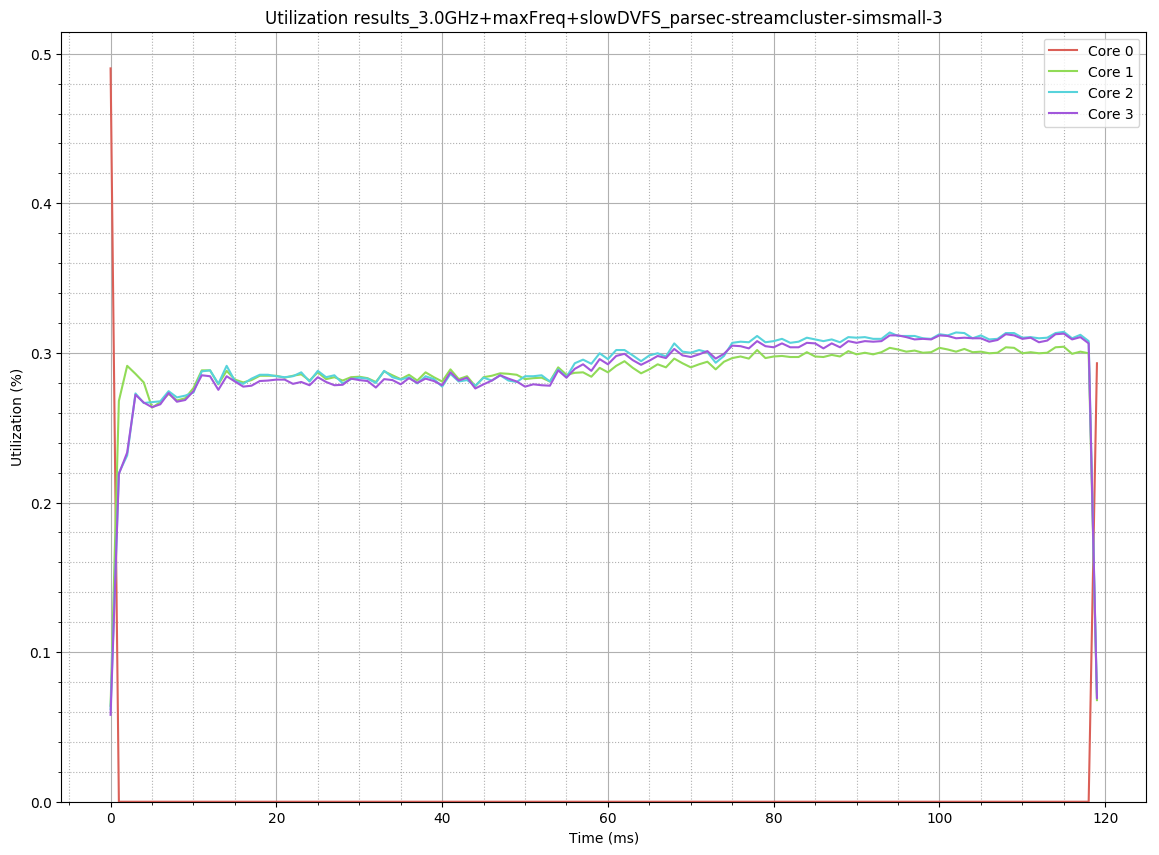 Utilization results_3.0GHz+maxFreq+slowDVFS_parsec-streamcluster-simsmall-3
Core 0
Core 1
Core 2
Core 3
Utilization (%)
0.5
0.4
0.3
0.2
0.1
0.0
0 20 40 60 80 100 120
Time (ms)